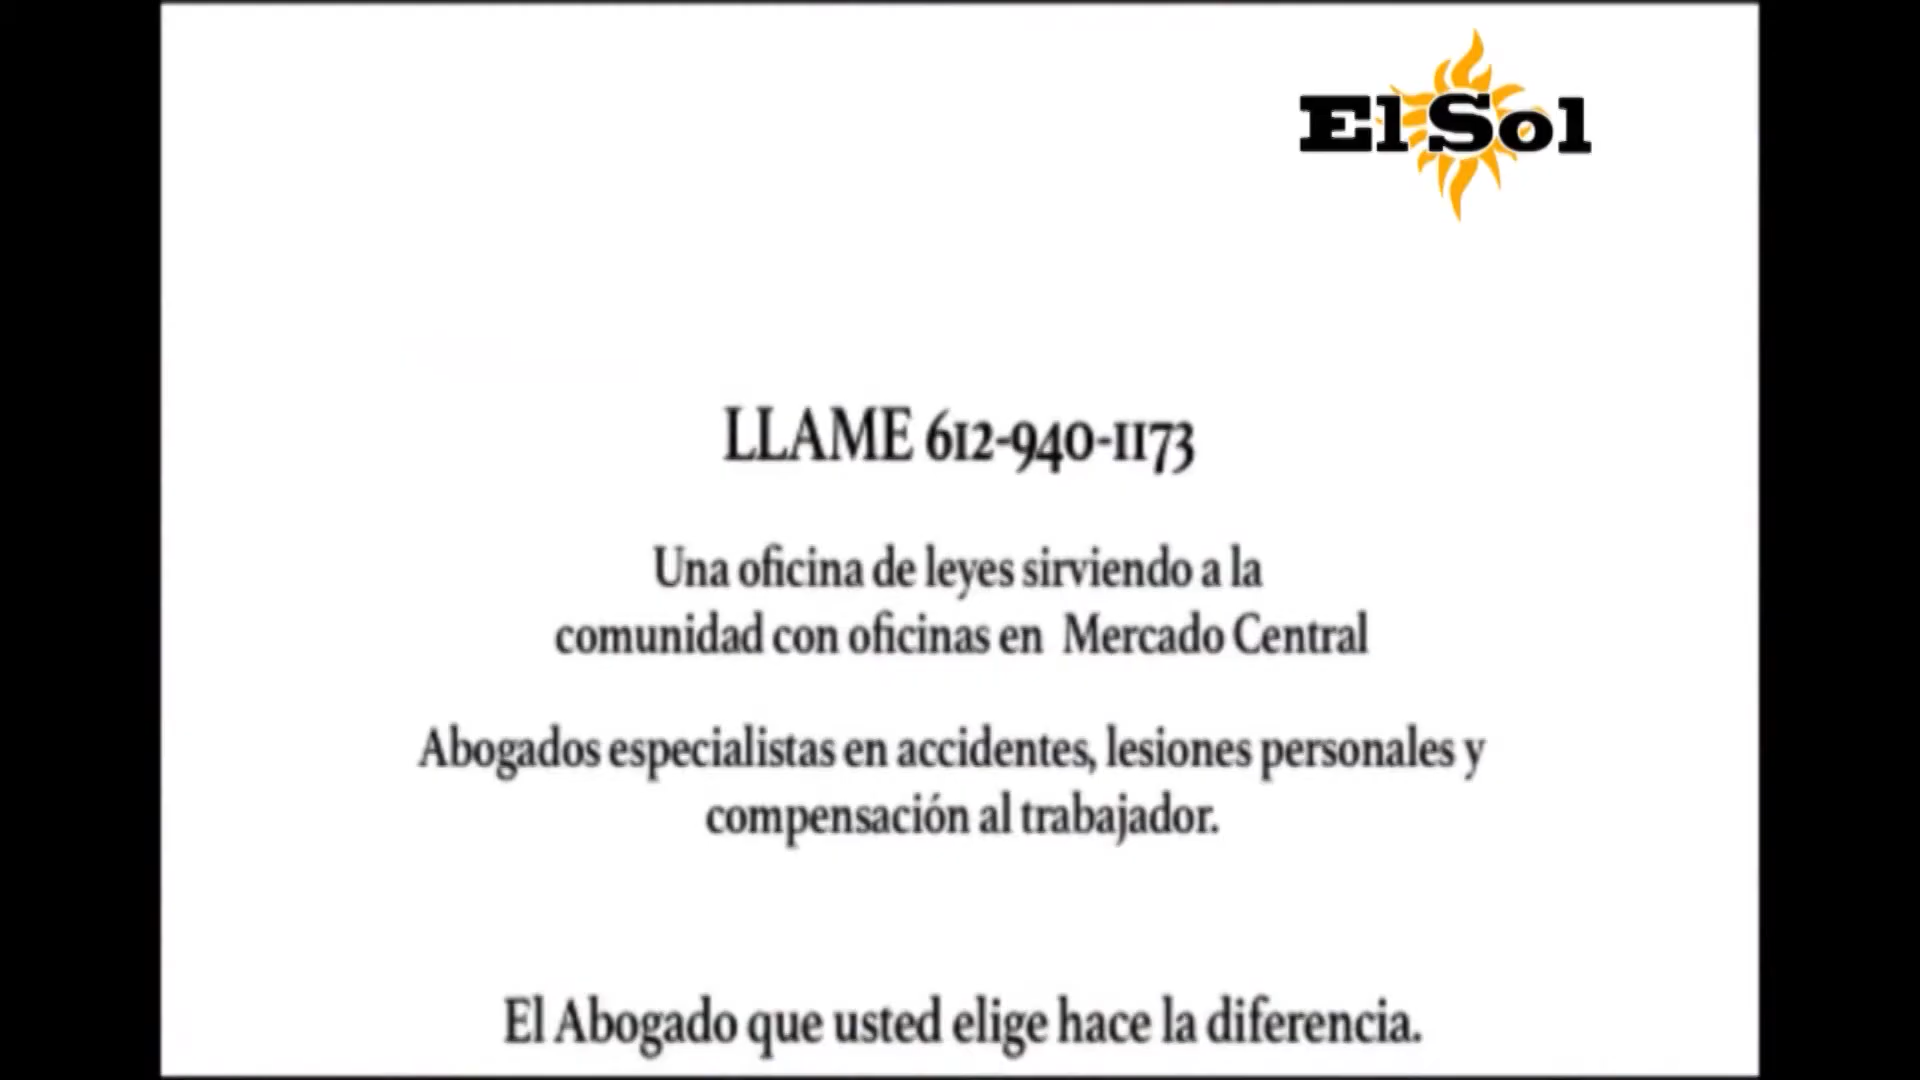 El Sol
LLAME 612-940-1173
Una oficina de leyes sirviendo a la
comunidad con oficinas en Mercado Central
Abogados especialistas en accidentes, lesiones personales y
compensación al trabajador.
El Abogado que usted elige hace la diferencia.